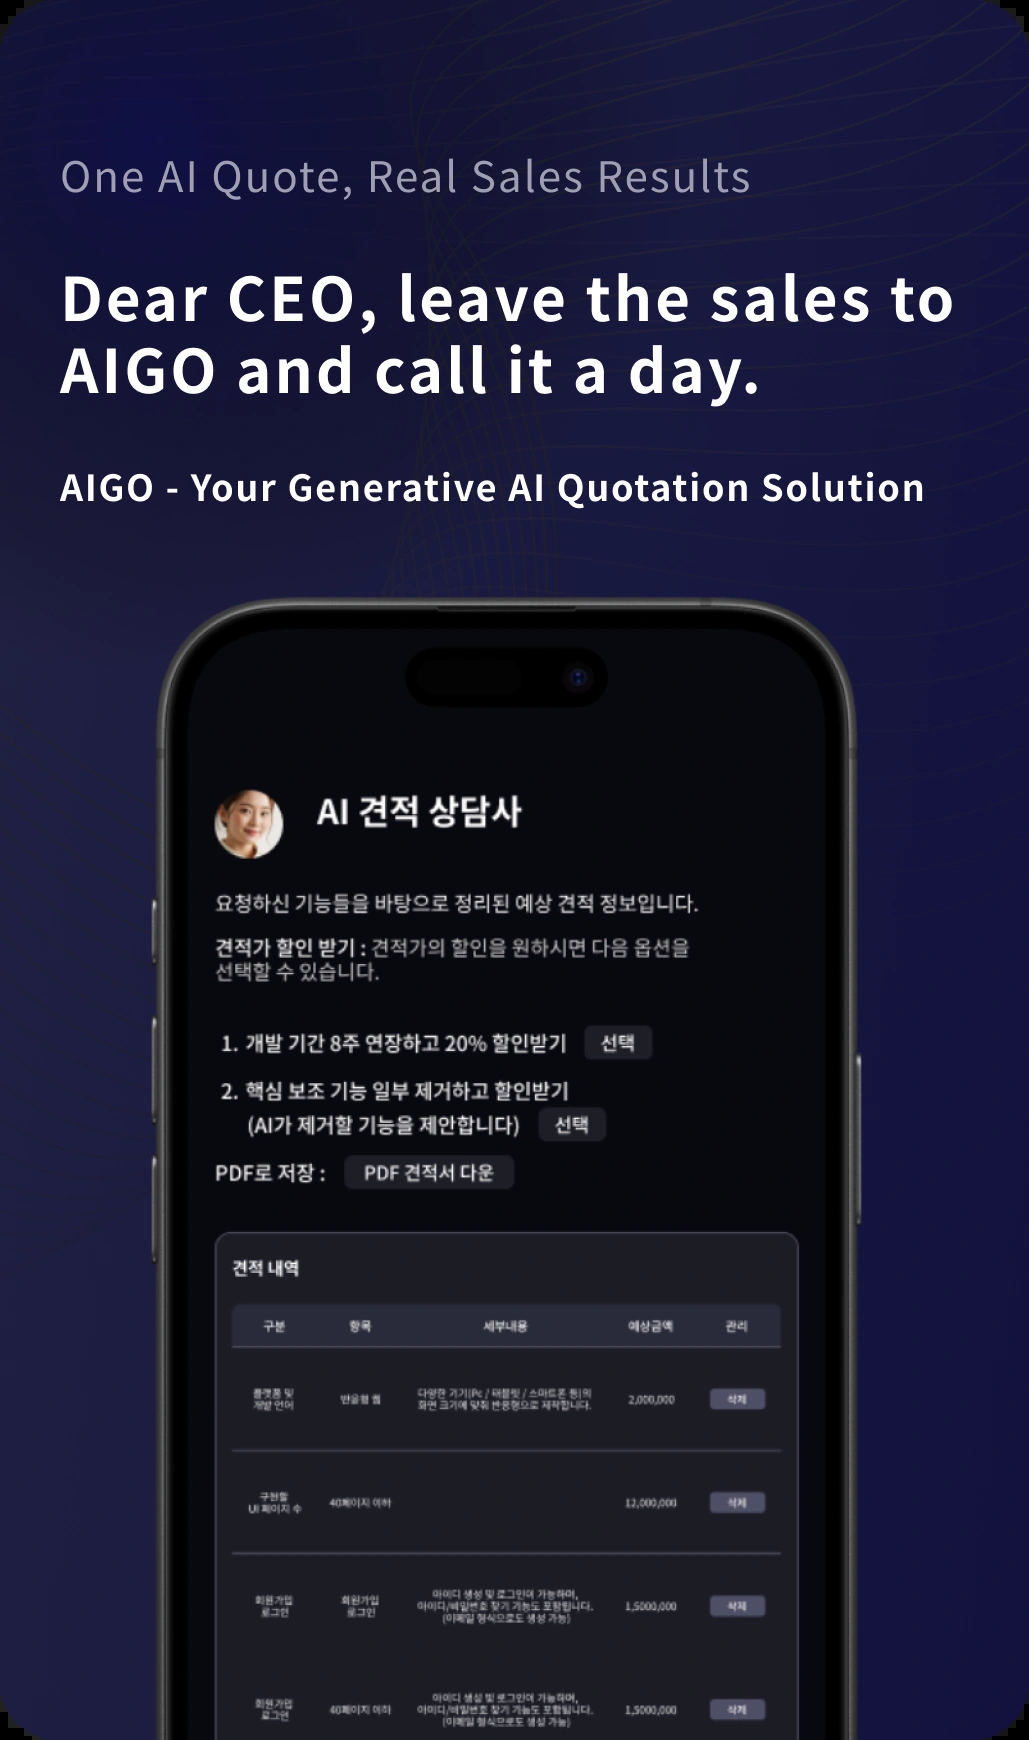 One AI Quote, Real Sales Results
Dear CEO, leave the sales to
AIGO and call it a day.
AIGO - Your Generative AI Quotation Solution
AI 견적 상담사
요청하신 기능들을 바탕으로 정리된 예상 견적 정보입니다.
견적가 할인 받기 : 견적가의 할인을 원하시면 다음 옵션을
선택할 수 있습니다.
1. 개발 기간 8주 연장하고 20% 할인받기 선택
2. 핵심 보조 기능 일부 제거하고 할인받기
(AI가 제거할 기능을 제안합니다) 선택
PDF로 저장 : PDF 견적서 다운
견적 내역
구분 항목 세부내용 예상금액 관리
플랫폼 및
개발 언어
반응형 웹
다양한 기기(Pc / 태블릿 / 스마트폰 등)의
화면 크기에 맞춰 반응형으로 제작합니다.
2,000,000 삭제
구현할
UI 페이지 수
40페이지 이하 12,000,000 삭제
회원가입
로그인
회원가입
로그인
아이디 생성 및 로그인이 가능하며,
아이디/비밀번호 찾기 기능도 포함됩니다.
(이메일 형식으로도 생성 가능)
1,5000,000 삭제
회원가입
로그인
40페이지 이하
아이디 생성 및 로그인이 가능하며,
아이디/비밀번호 찾기 기능도 포함됩니다.
(이메일 형식으로도 생성 가능)
1,5000,000 삭제